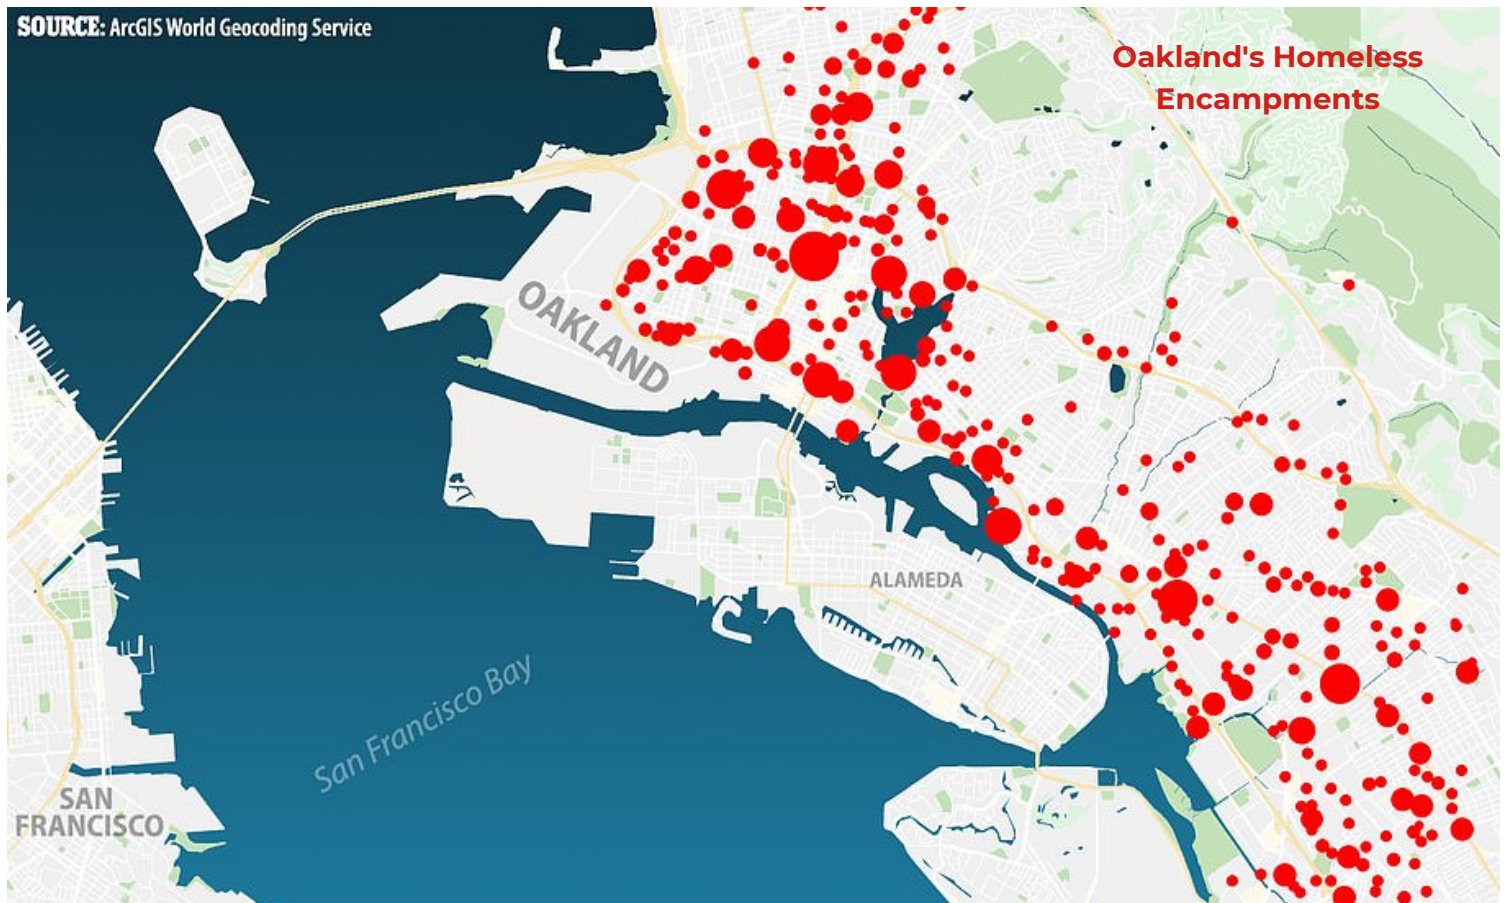 SOURCE: ArcGIS World Geocoding Service
Oakland's Homeless
Encampments
OAKLAND
ALAMEDA
San Francisco Bay
SAN
FRANCISCO